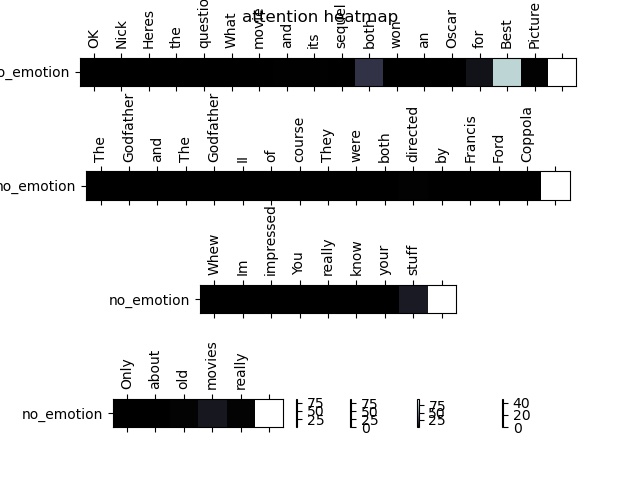 attention heatmap
OK Nick Heres the question What movie and its sequel both won an Oscar for Best Picture
no_emotion
The Godfather and The Godfather II of course They were both directed by Francis Ford Coppola
no_emotion
Whew Im impressed You really know your stuff
no_emotion
Only about old movies really
no_emotion
75 50 25
75 50 25 0
75 50 25
40 20 0